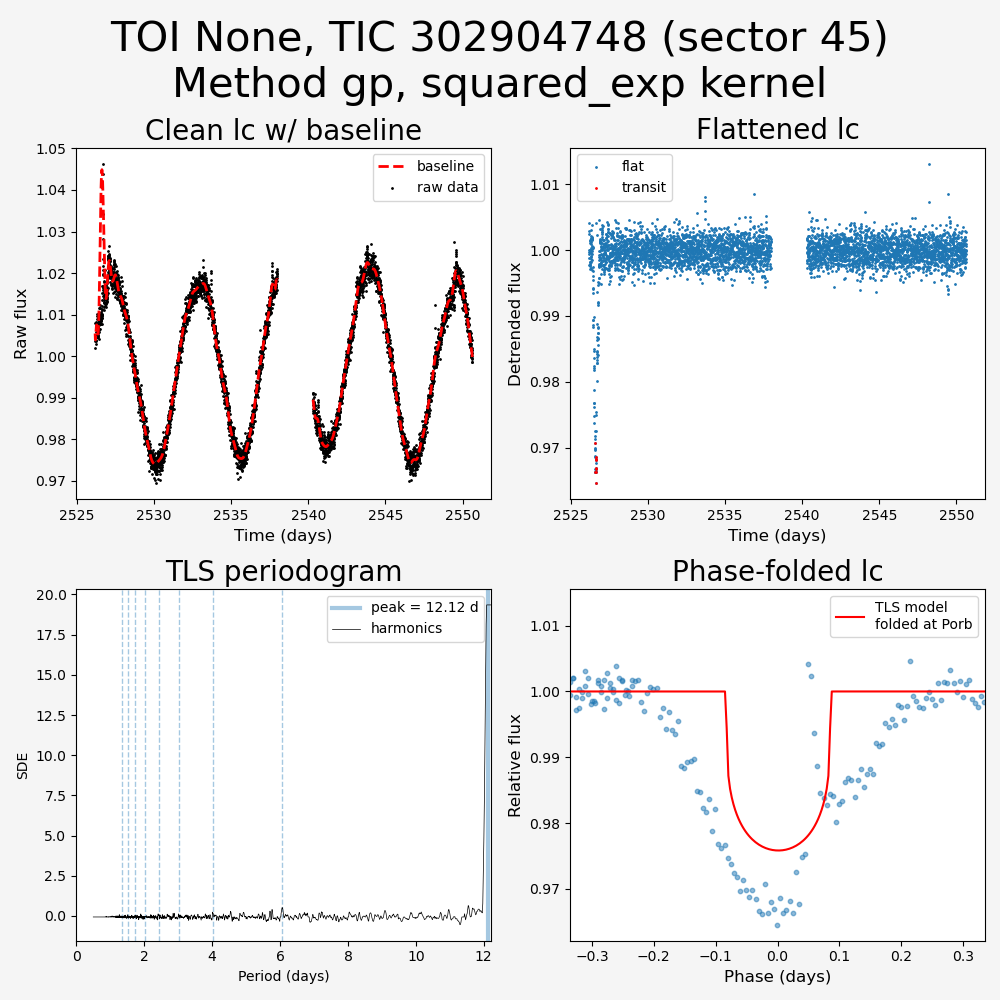 TOI None, TIC 302904748 (sector 45)
Method gp, squared_exp kernel
Clean lc w/ baseline
Raw flux
1.05
1.04
1.03
1.02
1.01
1.00
0.99
0.98
0.97
baseline
raw data
2525 2530 2535 2540 2545 2550
Time (days)
Flattened lc
Detrended flux
1.01
1.00
0.99
0.98
0.97
flat
transit
2525 2530 2535 2540 2545 2550
Time (days)
TLS periodogram
SDE
20.0
17.5
15.0
12.5
10.0
7.5
5.0
2.5
0.0
peak = 12.12 d
harmonics
0 2 4 6 8 10 12
Period (days)
Phase-folded lc
Relative flux
1.01
1.00
0.99
0.98
0.97
TLS model
folded at Porb
−0.3 −0.2 −0.1 0.0 0.1 0.2 0.3
Phase (days)